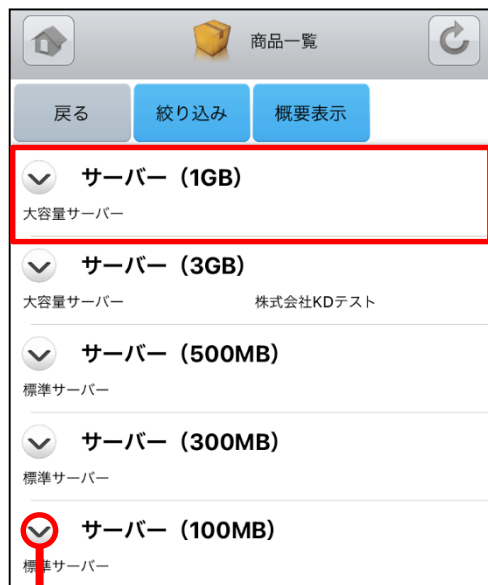 商品一覧
戻る 絞り込み 概要表示
サーバー（1GB）
大容量サーバー
サーバー（3GB）
大容量サーバー 株式会社KDテスト
サーバー（500MB）
標準サーバー
サーバー（300MB）
標準サーバー
サーバー（100MB）
標準サーバー